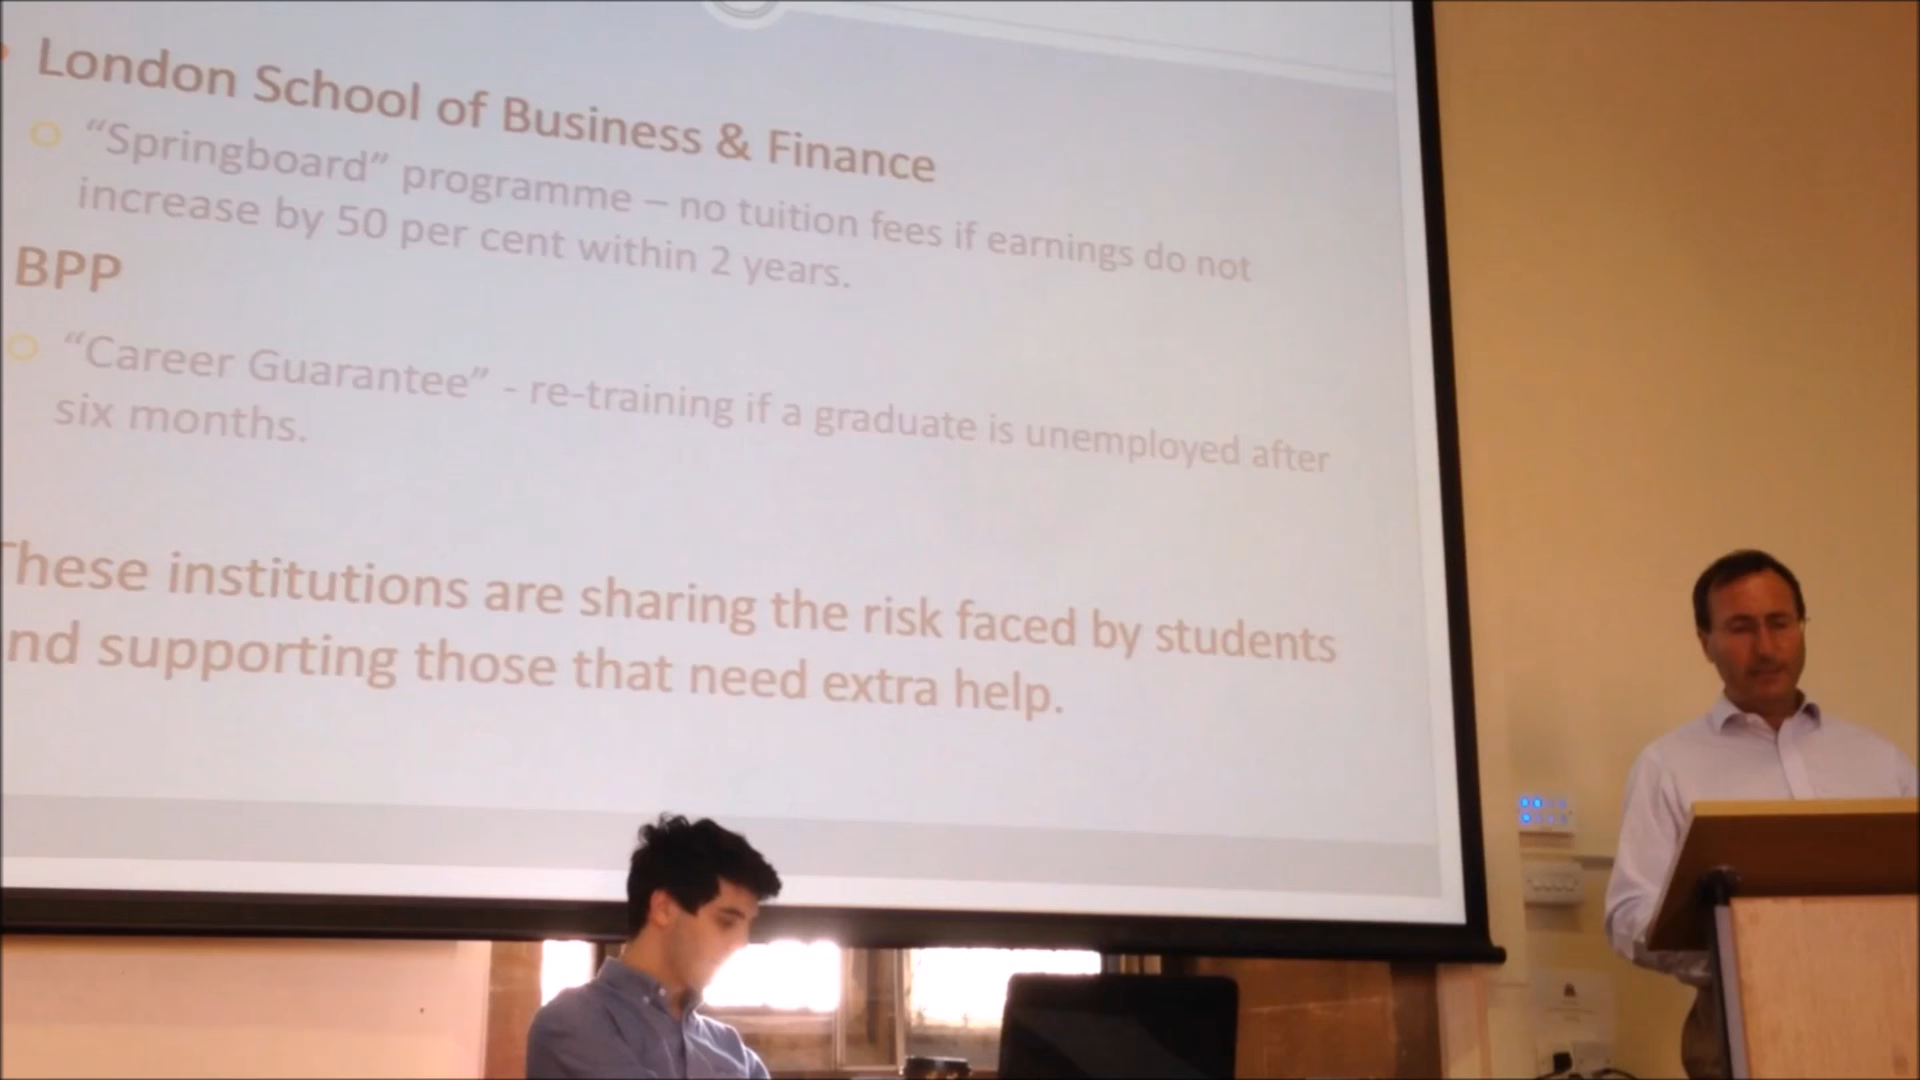 London School of Business & Finance
“Springboard” programme – no tuition fees if earnings do not
increase by 50 per cent within 2 years.
BPP
“Career Guarantee” - re-training if a graduate is unemployed after
six months.
These institutions are sharing the risk faced by students
nd supporting those that need extra help.